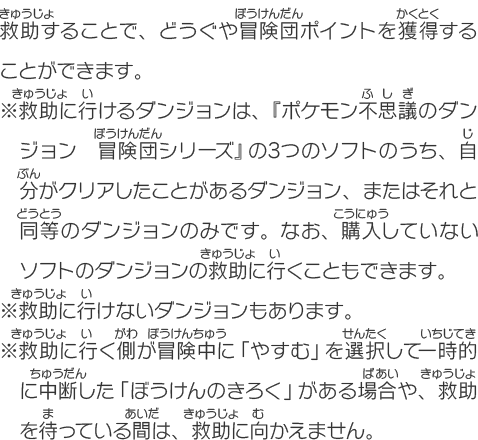 救助することで、どうぐや冒険団ポイントを獲得する
ことができます。
※救助に行けるダンジョンは、『ポケモン不思議のダン
ジョン　冒険団シリーズ』の3つのソフトのうち、自
分がクリアしたことがあるダンジョン、またはそれと
同等のダンジョンのみです。なお、購入していない
ソフトのダンジョンの救助に行くこともできます。
※救助に行けないダンジョンもあります。
※救助に行く側が冒険中に「やすむ」を選択して一時的
に中断した「ぼうけんのきろく」がある場合や、救助
を待っている間は、救助に向かえません。